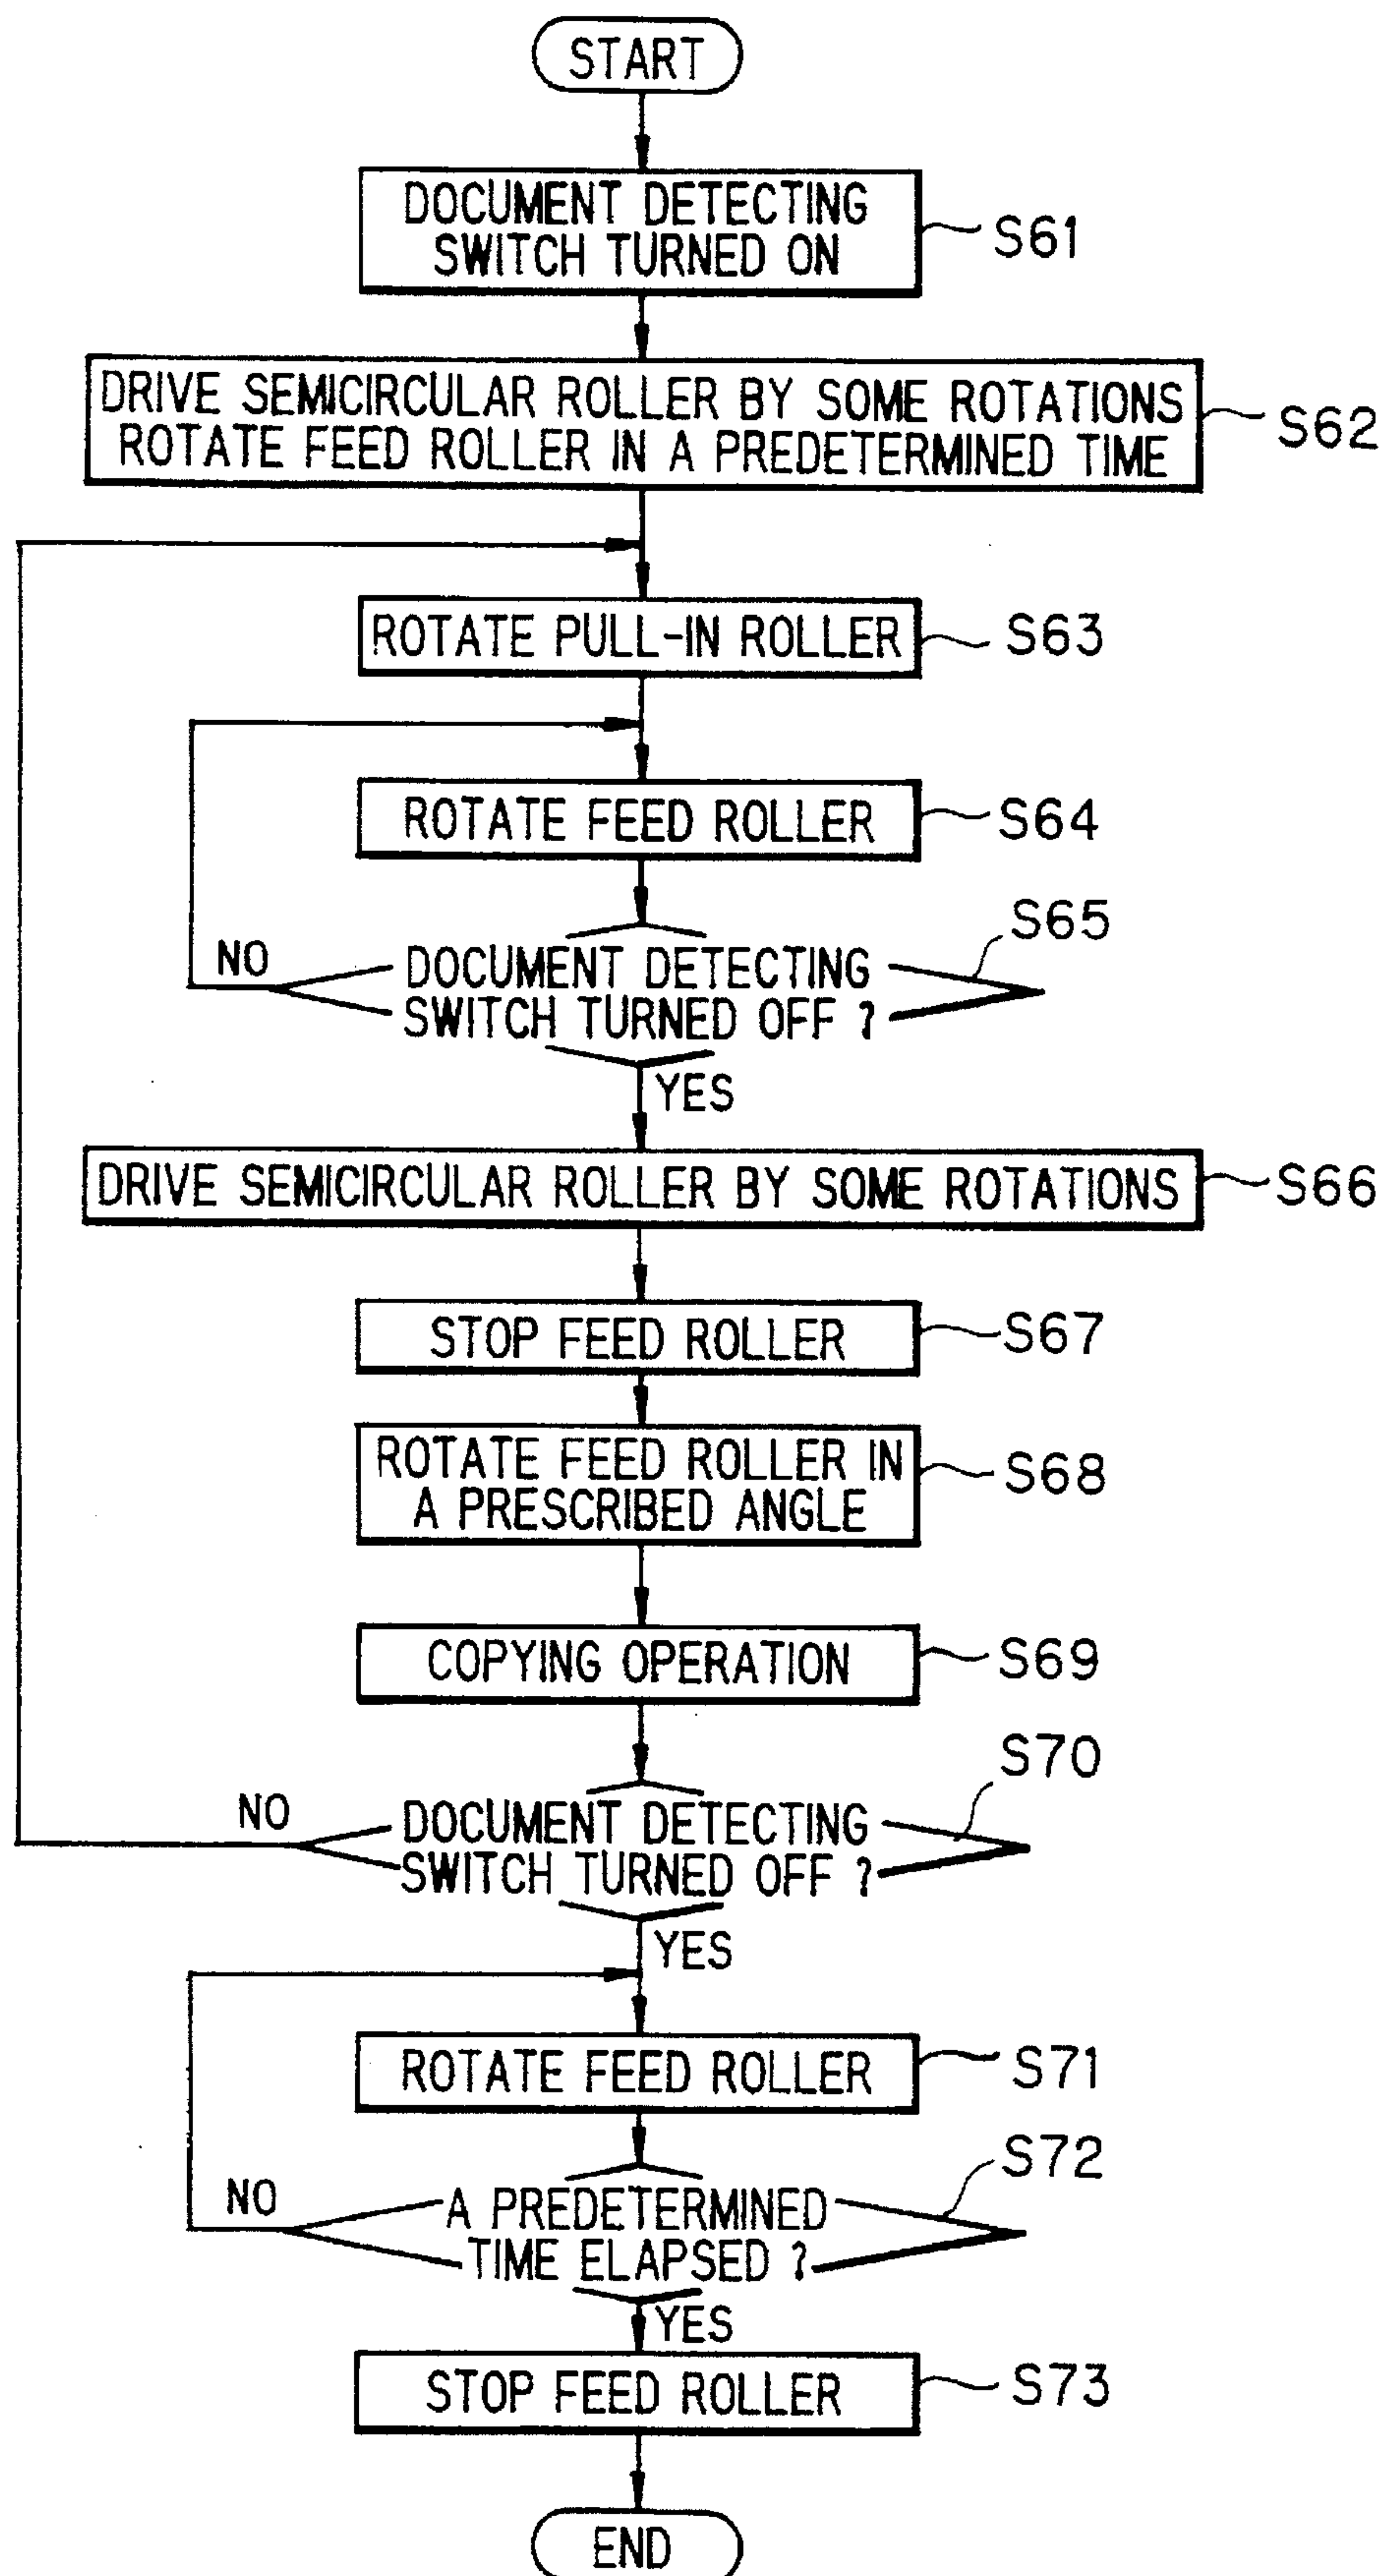 START
DOCUMENT DETECTING
SWITCH TURNED ON
S61
DRIVE SEMICIRCULAR ROLLER BY SOME ROTATIONS
ROTATE FEED ROLLER IN A PREDETERMINED TIME
S62
ROTATE PULL-IN ROLLER
S63
ROTATE FEED ROLLER
S64
S65
NO
DOCUMENT DETECTING
SWITCH TURNED OFF ?
YES
DRIVE SEMICIRCULAR ROLLER BY SOME ROTATIONS
S66
STOP FEED ROLLER
S67
ROTATE FEED ROLLER IN
A PRESCRIBED ANGLE
S68
COPYING OPERATION
S69
S70
NO
DOCUMENT DETECTING
SWITCH TURNED OFF ?
YES
ROTATE FEED ROLLER
S71
S72
NO
A PREDETERMINED
TIME ELAPSED ?
YES
STOP FEED ROLLER
S73
END